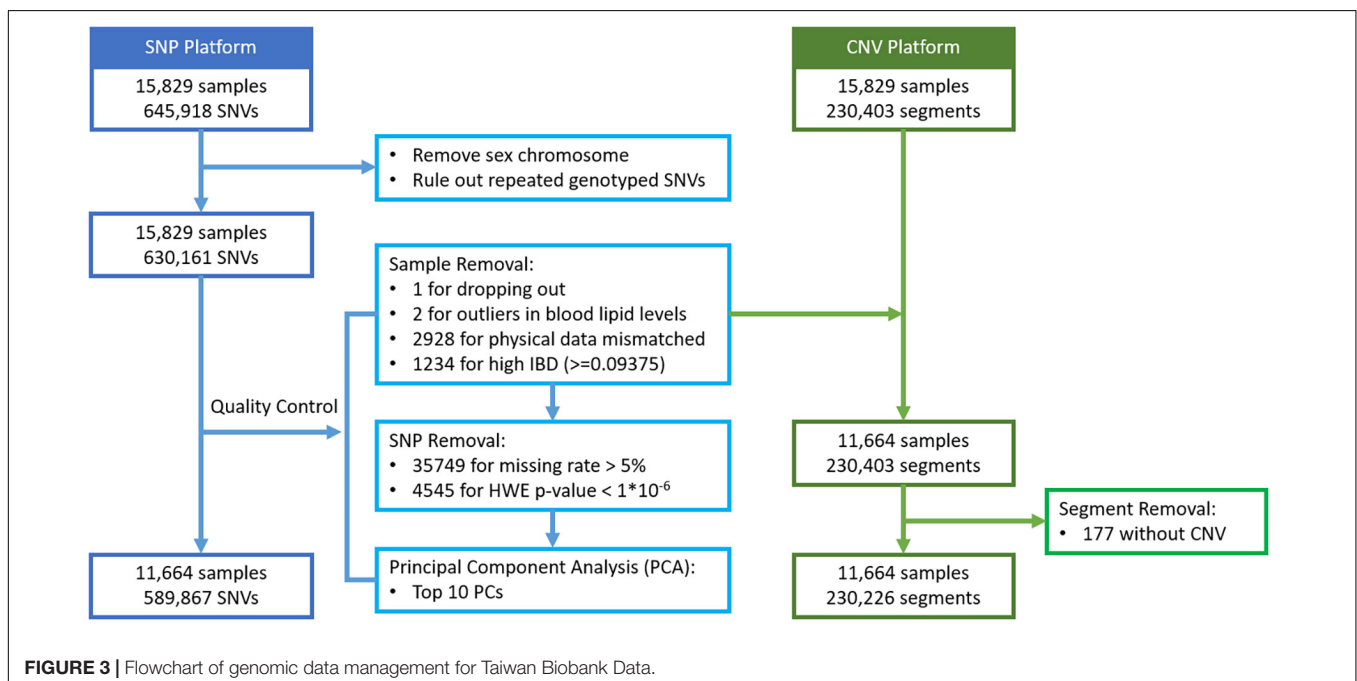 SNP Platform
15,829 samples
645,918 SNVs
• Remove sex chromosome
• Rule out repeated genotyped SNVs
15,829 samples
630,161 SNVs
Quality Control
Sample Removal:
• 1 for dropping out
• 2 for outliers in blood lipid levels
• 2928 for physical data mismatched
• 1234 for high IBD (>=0.09375)
SNP Removal:
• 35749 for missing rate > 5%
• 4545 for HWE p-value < 1*10⁻⁶
Principal Component Analysis (PCA):
• Top 10 PCs
11,664 samples
589,867 SNVs
CNV Platform
15,829 samples
230,403 segments
11,664 samples
230,403 segments
Segment Removal:
• 177 without CNV
11,664 samples
230,226 segments
FIGURE 3 | Flowchart of genomic data management for Taiwan Biobank Data.